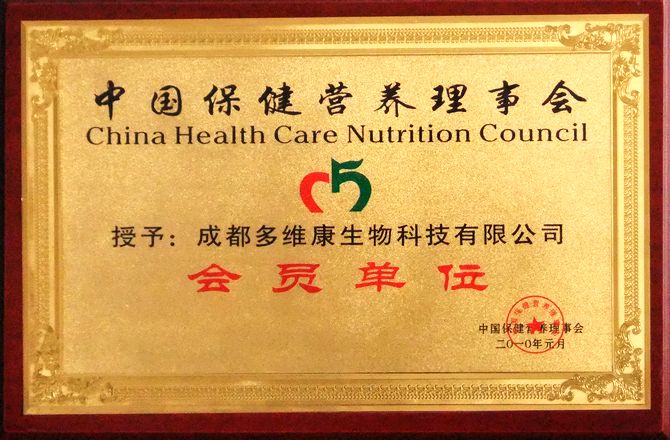 中国保健营养理事会
China Health Care Nutrition Council
授予：成都多维康生物科技有限公司
会员单位
中国保健营养理事会
二〇一〇年元月